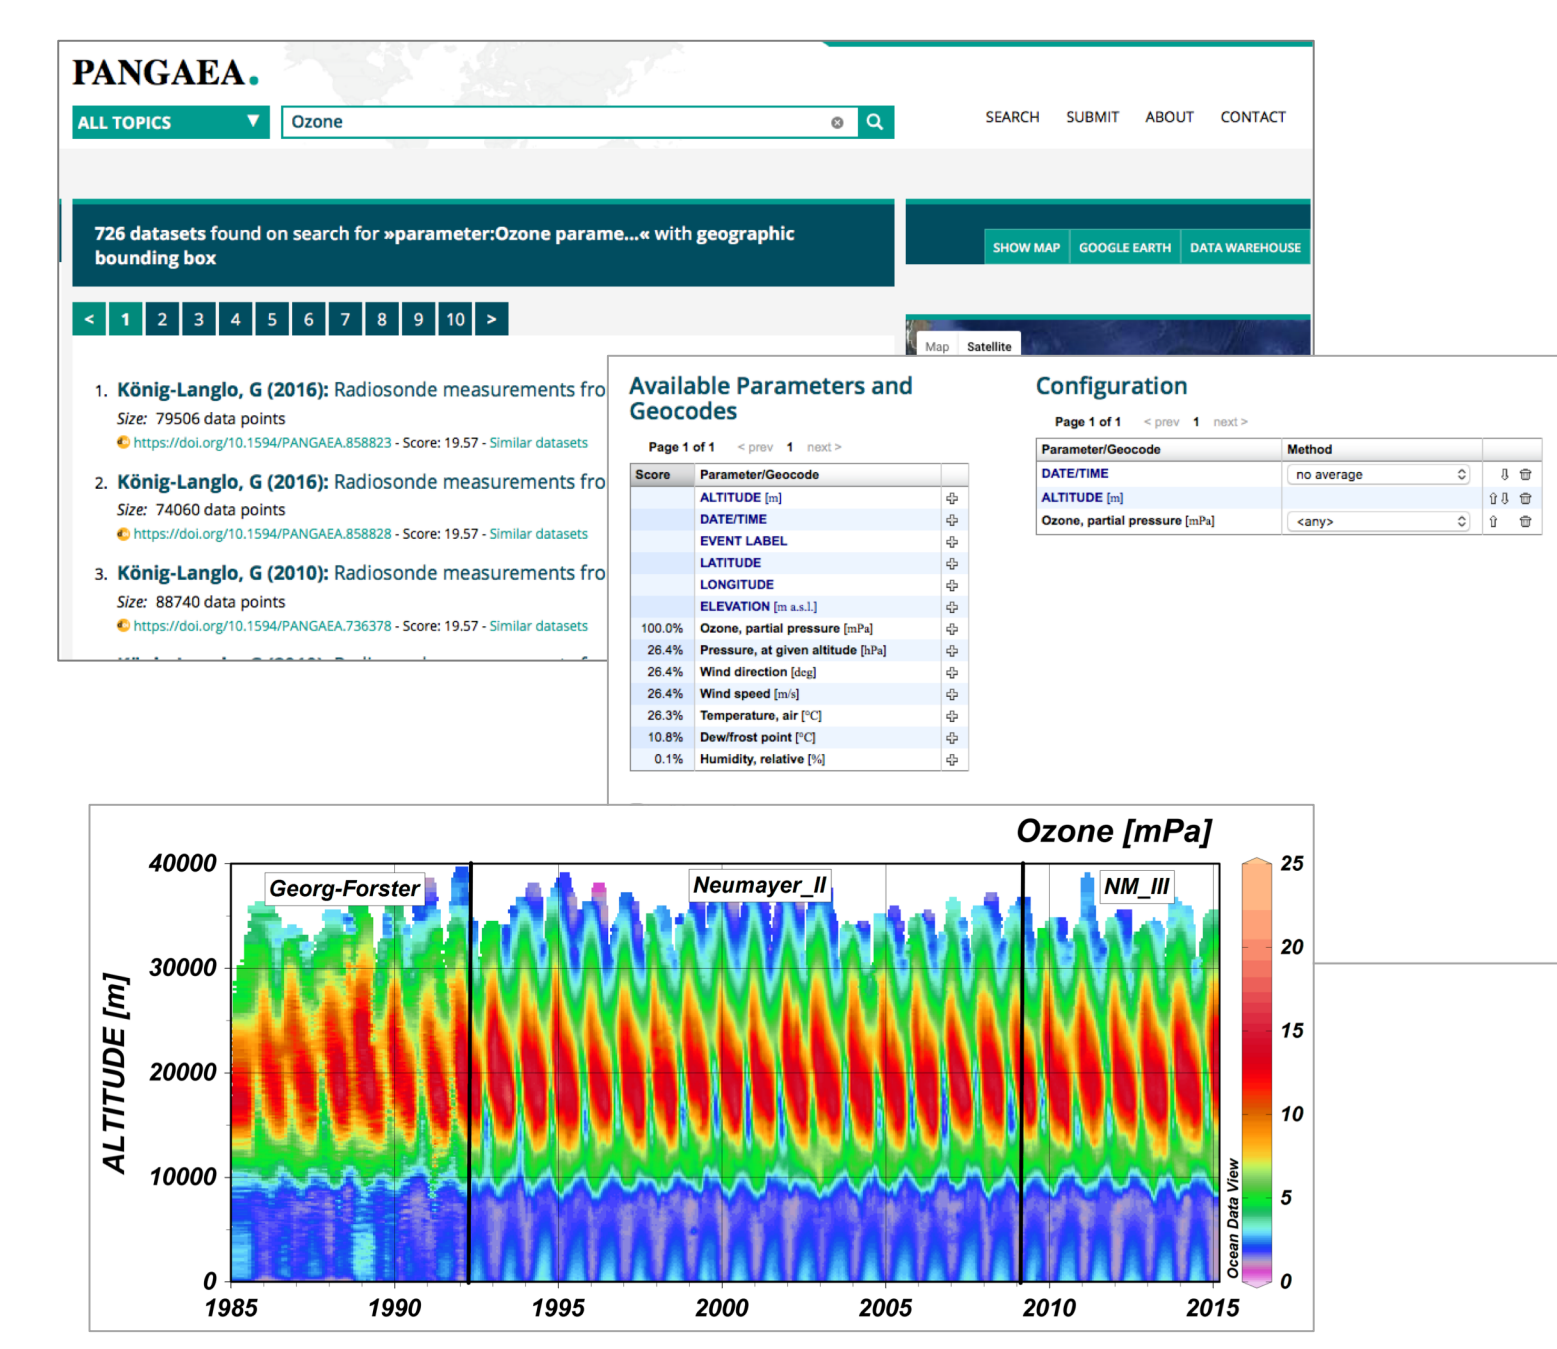 PANGAEA.
ALL TOPICS ▼
Ozone
SEARCH SUBMIT ABOUT CONTACT
726 datasets found on search for »parameter:Ozone parame...« with geographic
bounding box
SHOW MAP GOOGLE EARTH DATA WAREHOUSE
< 1 2 3 4 5 6 7 8 9 10 >
Map Satellite
1. König-Langlo, G (2016): Radiosonde measurements fro
Size: 79506 data points
https://doi.org/10.1594/PANGAEA.858823 - Score: 19.57 - Similar datasets
2. König-Langlo, G (2016): Radiosonde measurements fro
Size: 74060 data points
https://doi.org/10.1594/PANGAEA.858828 - Score: 19.57 - Similar datasets
3. König-Langlo, G (2010): Radiosonde measurements fro
Size: 88740 data points
https://doi.org/10.1594/PANGAEA.736378 - Score: 19.57 - Similar datasets
Available Parameters and
Geocodes
Page 1 of 1 < prev 1 next >
Score Parameter/Geocode
ALTITUDE [m]
DATE/TIME
EVENT LABEL
LATITUDE
LONGITUDE
ELEVATION [m a.s.l.]
100.0% Ozone, partial pressure [mPa]
26.4% Pressure, at given altitude [hPa]
26.4% Wind direction [deg]
26.4% Wind speed [m/s]
26.3% Temperature, air [°C]
10.8% Dew/frost point [°C]
0.1% Humidity, relative [%]
Configuration
Page 1 of 1 < prev 1 next >
Parameter/Geocode Method
DATE/TIME no average
ALTITUDE [m]
Ozone, partial pressure [mPa] <any>
Ozone [mPa]
Georg-Forster
Neumayer_II
NM_III
ALTITUDE [m]
40000
30000
20000
10000
0
1985 1990 1995 2000 2005 2010 2015
Ocean Data View
25
20
15
10
5
0